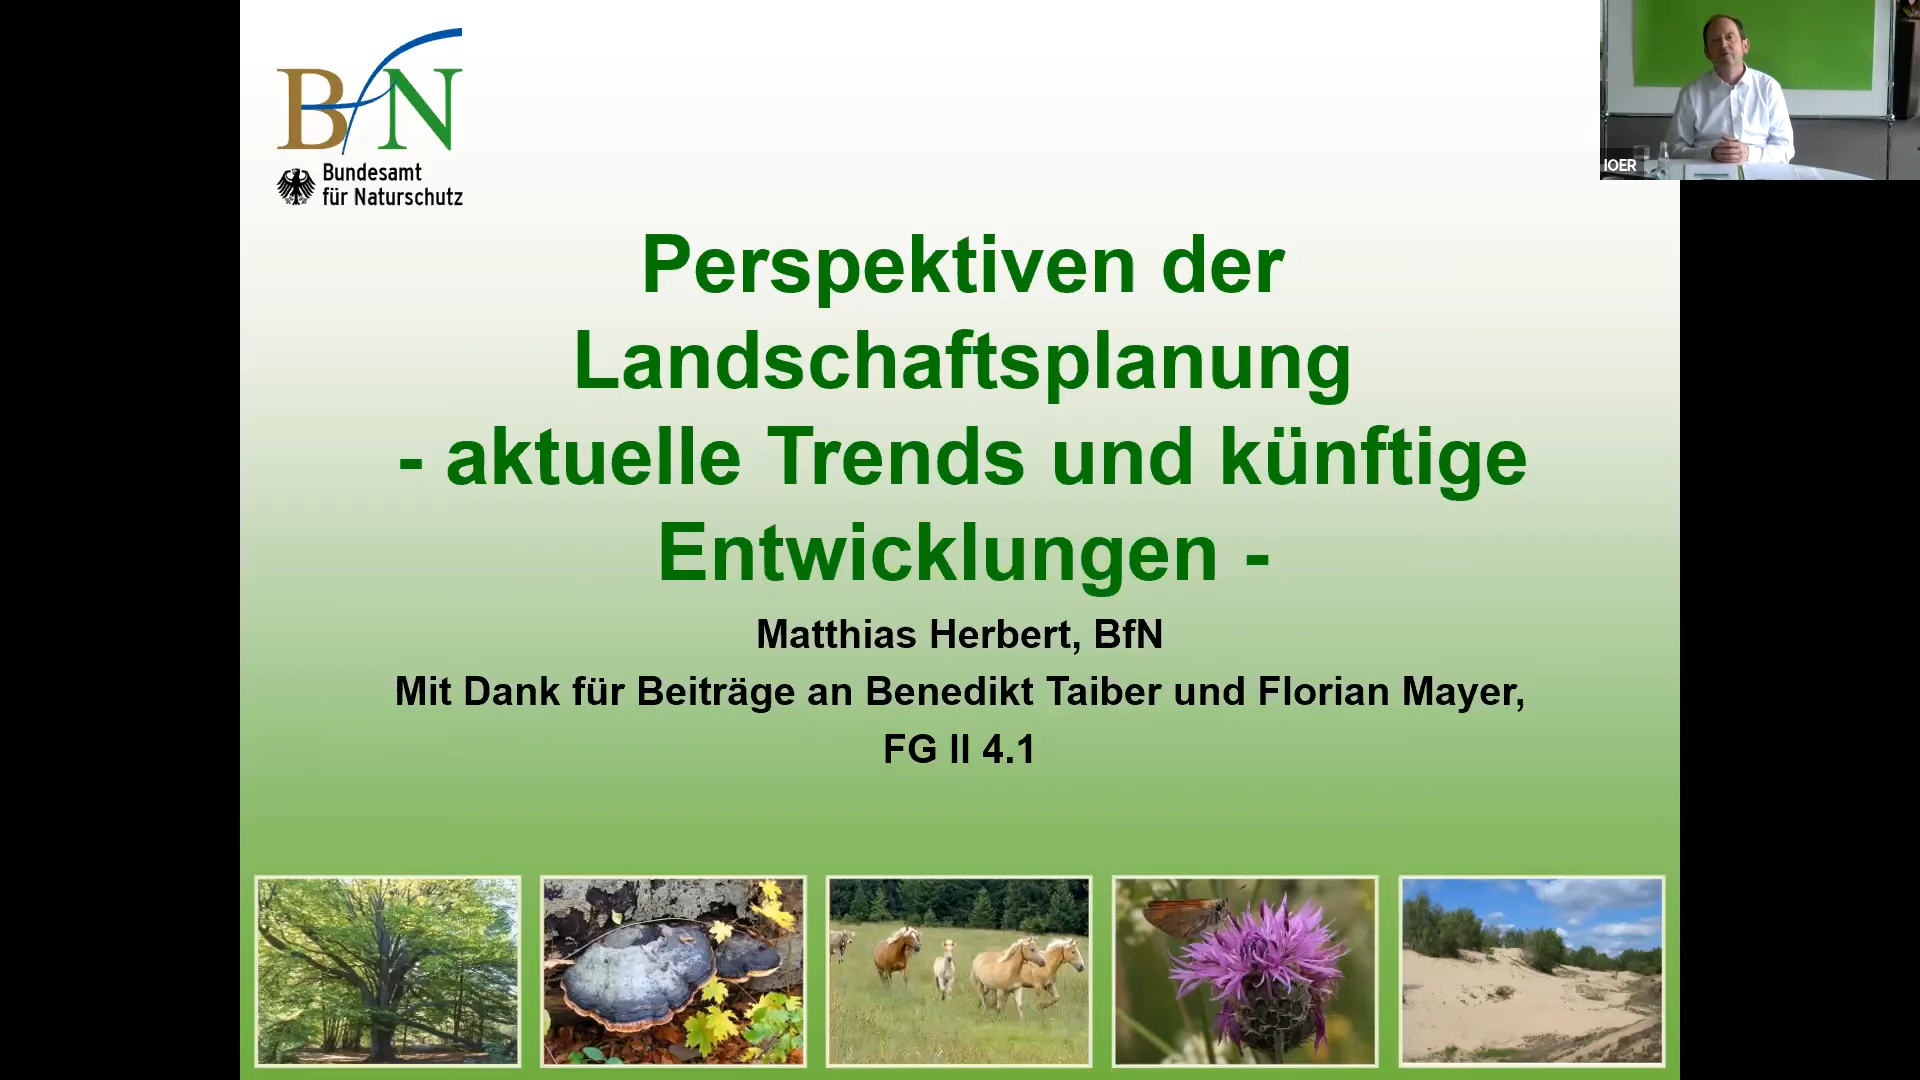 BfN
Bundesamt
für Naturschutz
IOER
Perspektiven der
Landschaftsplanung
- aktuelle Trends und künftige
Entwicklungen -
Matthias Herbert, BfN
Mit Dank für Beiträge an Benedikt Taiber und Florian Mayer,
FG II 4.1